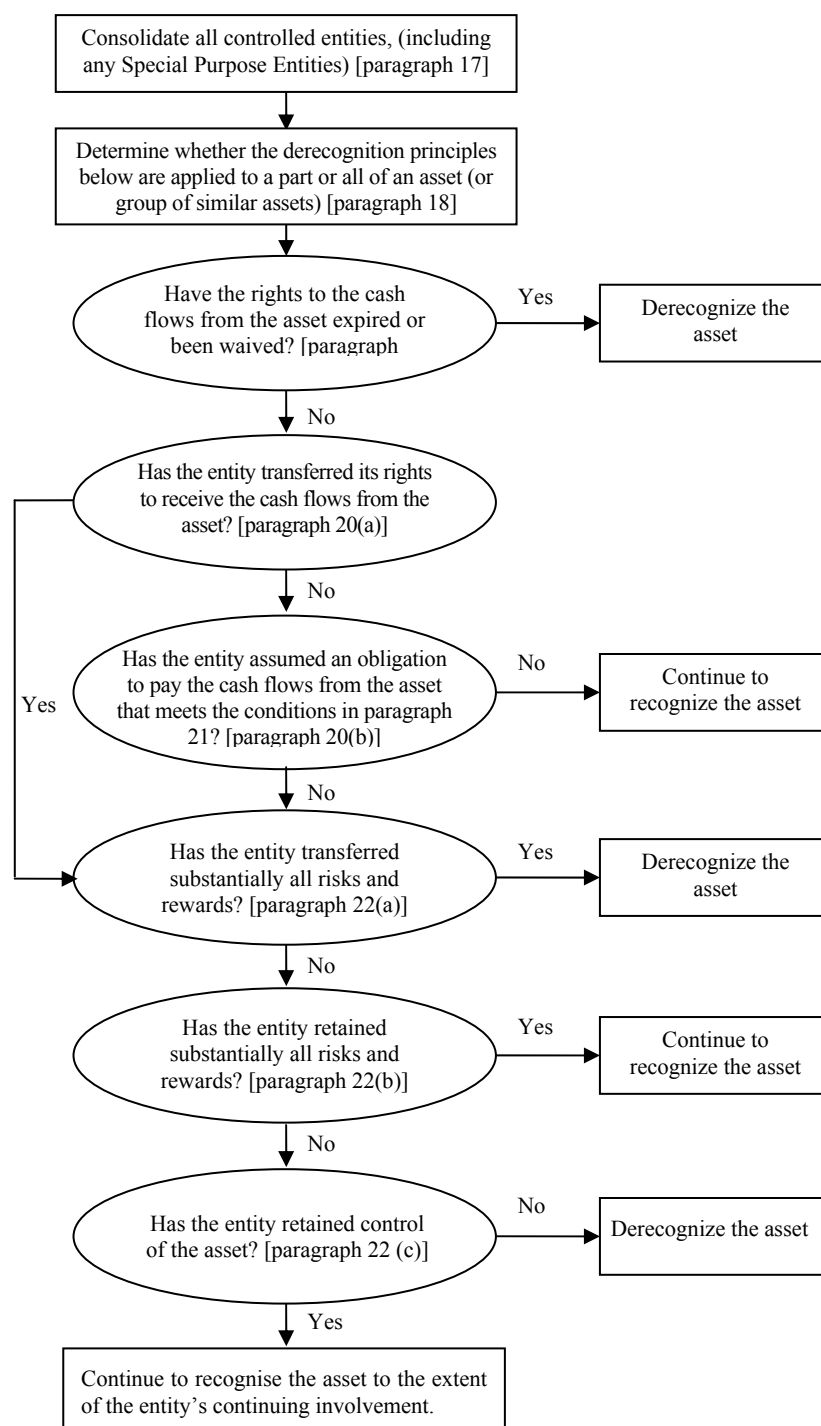 Consolidate all controlled entities, (including
any Special Purpose Entities) [paragraph 17]
Determine whether the derecognition principles
below are applied to a part or all of an asset (or
group of similar assets) [paragraph 18]
Have the rights to the cash
flows from the asset expired or
been waived? [paragraph
Yes
Derecognize the
asset
No
Has the entity transferred its rights
to receive the cash flows from the
asset? [paragraph 20(a)]
No
Has the entity assumed an obligation
to pay the cash flows from the asset
that meets the conditions in paragraph
21? [paragraph 20(b)]
No
Continue to
recognize the asset
Yes
No
Has the entity transferred
substantially all risks and
rewards? [paragraph 22(a)]
Yes
Derecognize the
asset
No
Has the entity retained
substantially all risks and
rewards? [paragraph 22(b)]
Yes
Continue to
recognize the asset
No
Has the entity retained control
of the asset? [paragraph 22 (c)]
No
Derecognize the asset
Yes
Continue to recognise the asset to the extent
of the entity’s continuing involvement.